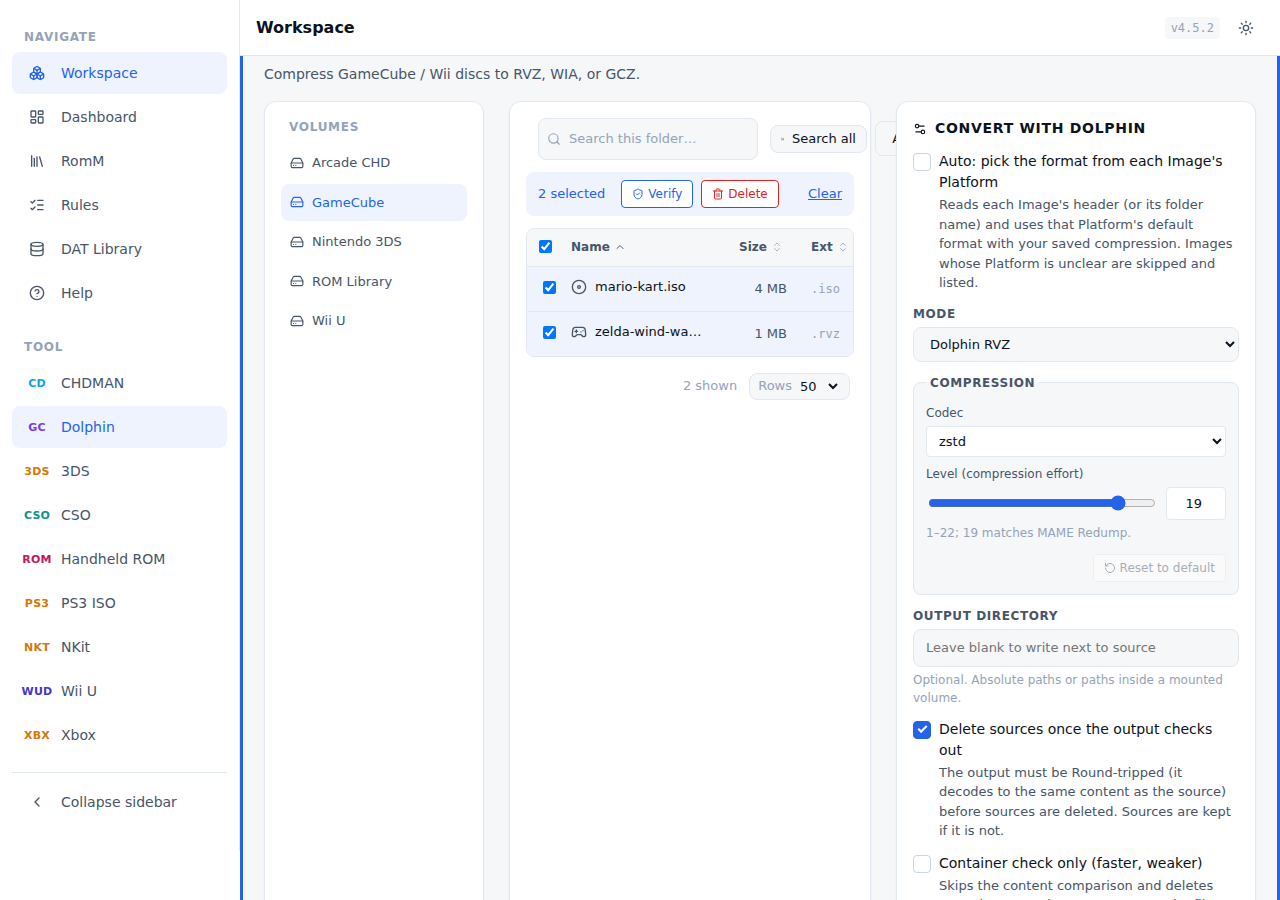 NAVIGATE
Workspace
Dashboard
RomM
Rules
DAT Library
Help
TOOL
CD CHDMAN
GC Dolphin
3DS 3DS
CSO CSO
ROM Handheld ROM
PS3 PS3 ISO
NKT NKit
WUD Wii U
XBX Xbox
Collapse sidebar
Workspace
v4.5.2
Compress GameCube / Wii discs to RVZ, WIA, or GCZ.
VOLUMES
Arcade CHD
GameCube
Nintendo 3DS
ROM Library
Wii U
Search this folder…
Search all
2 selected
Verify
Delete
Clear
Name
Size
Ext
mario-kart.iso 4 MB .iso
zelda-wind-wa… 1 MB .rvz
2 shown
Rows 50
CONVERT WITH DOLPHIN
Auto: pick the format from each Image's
Platform
Reads each Image's header (or its folder
name) and uses that Platform's default
format with your saved compression. Images
whose Platform is unclear are skipped and
listed.
MODE
Dolphin RVZ
COMPRESSION
Codec
zstd
Level (compression effort)
19
1–22; 19 matches MAME Redump.
Reset to default
OUTPUT DIRECTORY
Leave blank to write next to source
Optional. Absolute paths or paths inside a mounted
volume.
Delete sources once the output checks
out
The output must be Round-tripped (it
decodes to the same content as the source)
before sources are deleted. Sources are kept
if it is not.
Container check only (faster, weaker)
Skips the content comparison and deletes